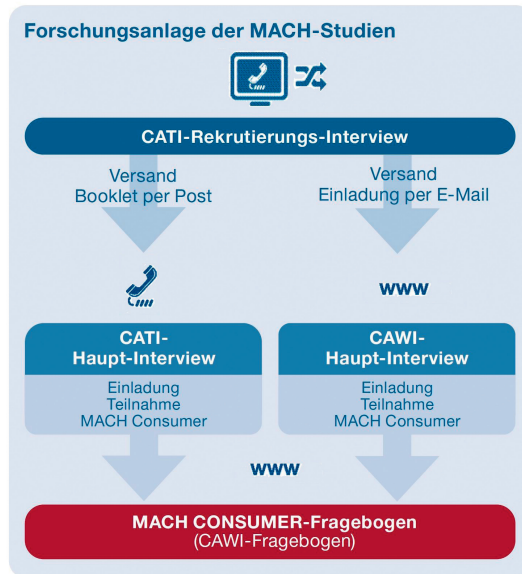 Forschungsanlage der MACH-Studien
CATI-Rekrutierungs-Interview
Versand
Booklet per Post
Versand
Einladung per E-Mail
www
CATI-
Haupt-Interview
Einladung
Teilnahme
MACH Consumer
CAWI-
Haupt-Interview
Einladung
Teilnahme
MACH Consumer
www
MACH CONSUMER-Fragebogen
(CAWI-Fragebogen)